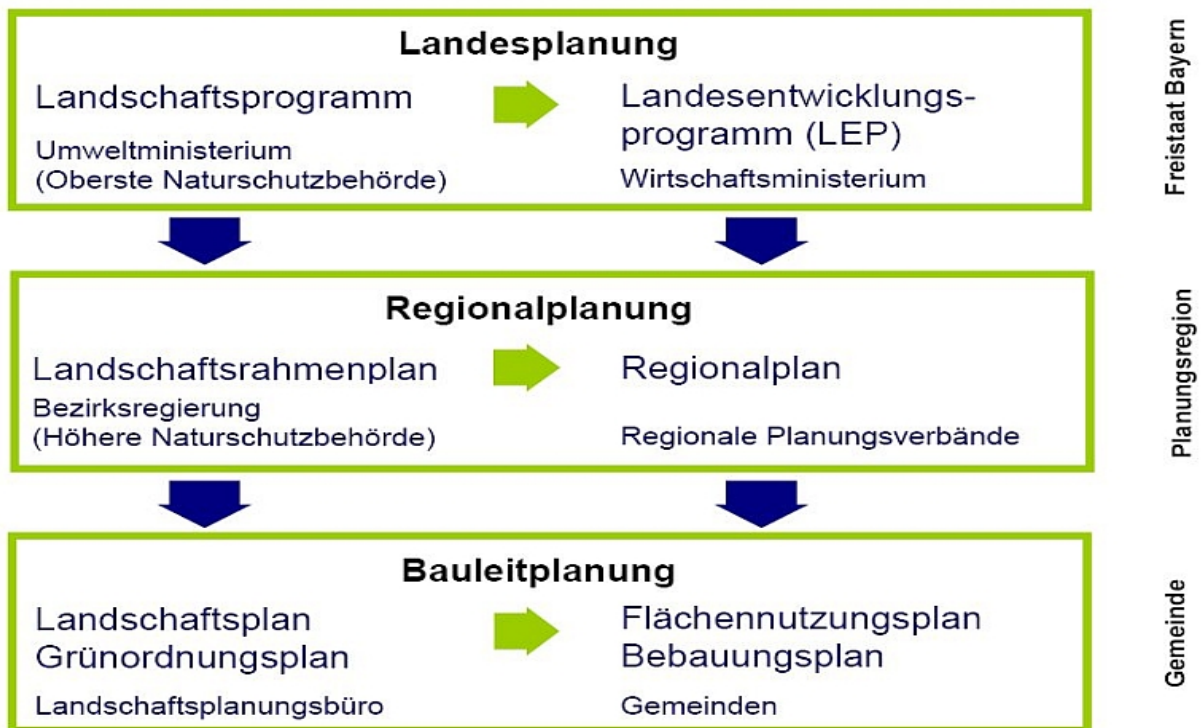 Landesplanung
Landschaftsprogramm
Umweltministerium
(Oberste Naturschutzbehörde)
Landesentwicklungs-
programm (LEP)
Wirtschaftsministerium
Freistaat Bayern
Regionalplanung
Landschaftsrahmenplan
Bezirksregierung
(Höhere Naturschutzbehörde)
Regionalplan
Regionale Planungsverbände
Planungsregion
Bauleitplanung
Landschaftsplan
Grünordnungsplan
Landschaftsplanungsbüro
Flächennutzungsplan
Bebauungsplan
Gemeinden
Gemeinde